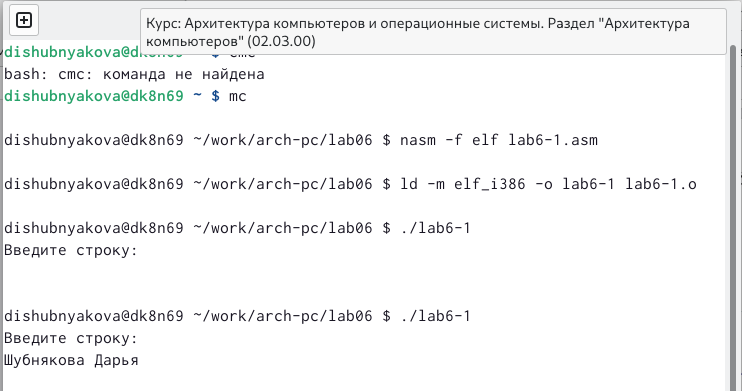 Курс: Архитектура компьютеров и операционные системы. Раздел "Архитектура
компьютеров" (02.03.00)
dishubnyakova@dk8n69 ~ $ cmc
bash: cmc: команда не найдена
dishubnyakova@dk8n69 ~ $ mc
dishubnyakova@dk8n69 ~/work/arch-pc/lab06 $ nasm -f elf lab6-1.asm
dishubnyakova@dk8n69 ~/work/arch-pc/lab06 $ ld -m elf_i386 -o lab6-1 lab6-1.o
dishubnyakova@dk8n69 ~/work/arch-pc/lab06 $ ./lab6-1
Введите строку:
dishubnyakova@dk8n69 ~/work/arch-pc/lab06 $ ./lab6-1
Введите строку:
Шубнякова Дарья